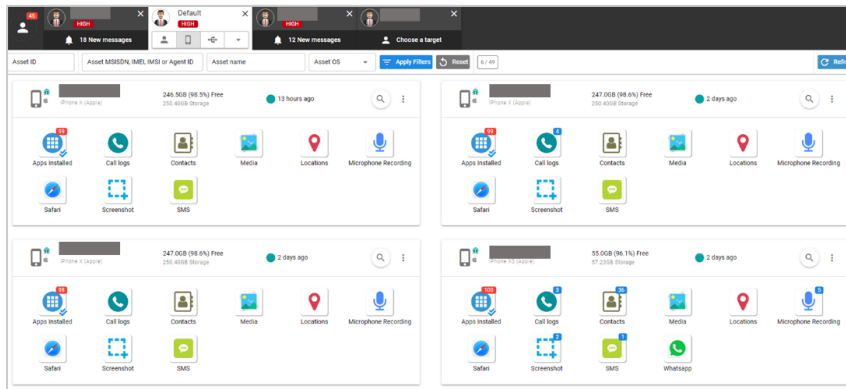 45
HIGH
18 New messages
Default
HIGH
HIGH
12 New messages
Choose a target
Asset ID
Asset MSISDN, IMEI, IMSI or Agent ID
Asset name
Asset OS
Apply Filters
Reset
6 / 49
iPhone X (Apple)
246.5GB (98.5%) Free
250.40GB Storage
13 hours ago
99
Apps Installed
Call logs
Contacts
Media
Locations
Microphone Recording
Safari
Screenshot
SMS
iPhone X (Apple)
247.0GB (98.6%) Free
250.40GB Storage
2 days ago
99
4
Apps Installed
Call logs
Contacts
Media
Locations
Microphone Recording
Safari
Screenshot
SMS
iPhone X (Apple)
247.0GB (98.6%) Free
250.40GB Storage
2 days ago
98
Apps Installed
Call logs
Contacts
Media
Locations
Microphone Recording
Safari
Screenshot
SMS
iPhone XS (Apple)
55.0GB (96.1%) Free
57.23GB Storage
2 days ago
100
3
36
5
Apps Installed
Call logs
Contacts
Media
Locations
Microphone Recording
2
1
Safari
Screenshot
SMS
Whatsapp